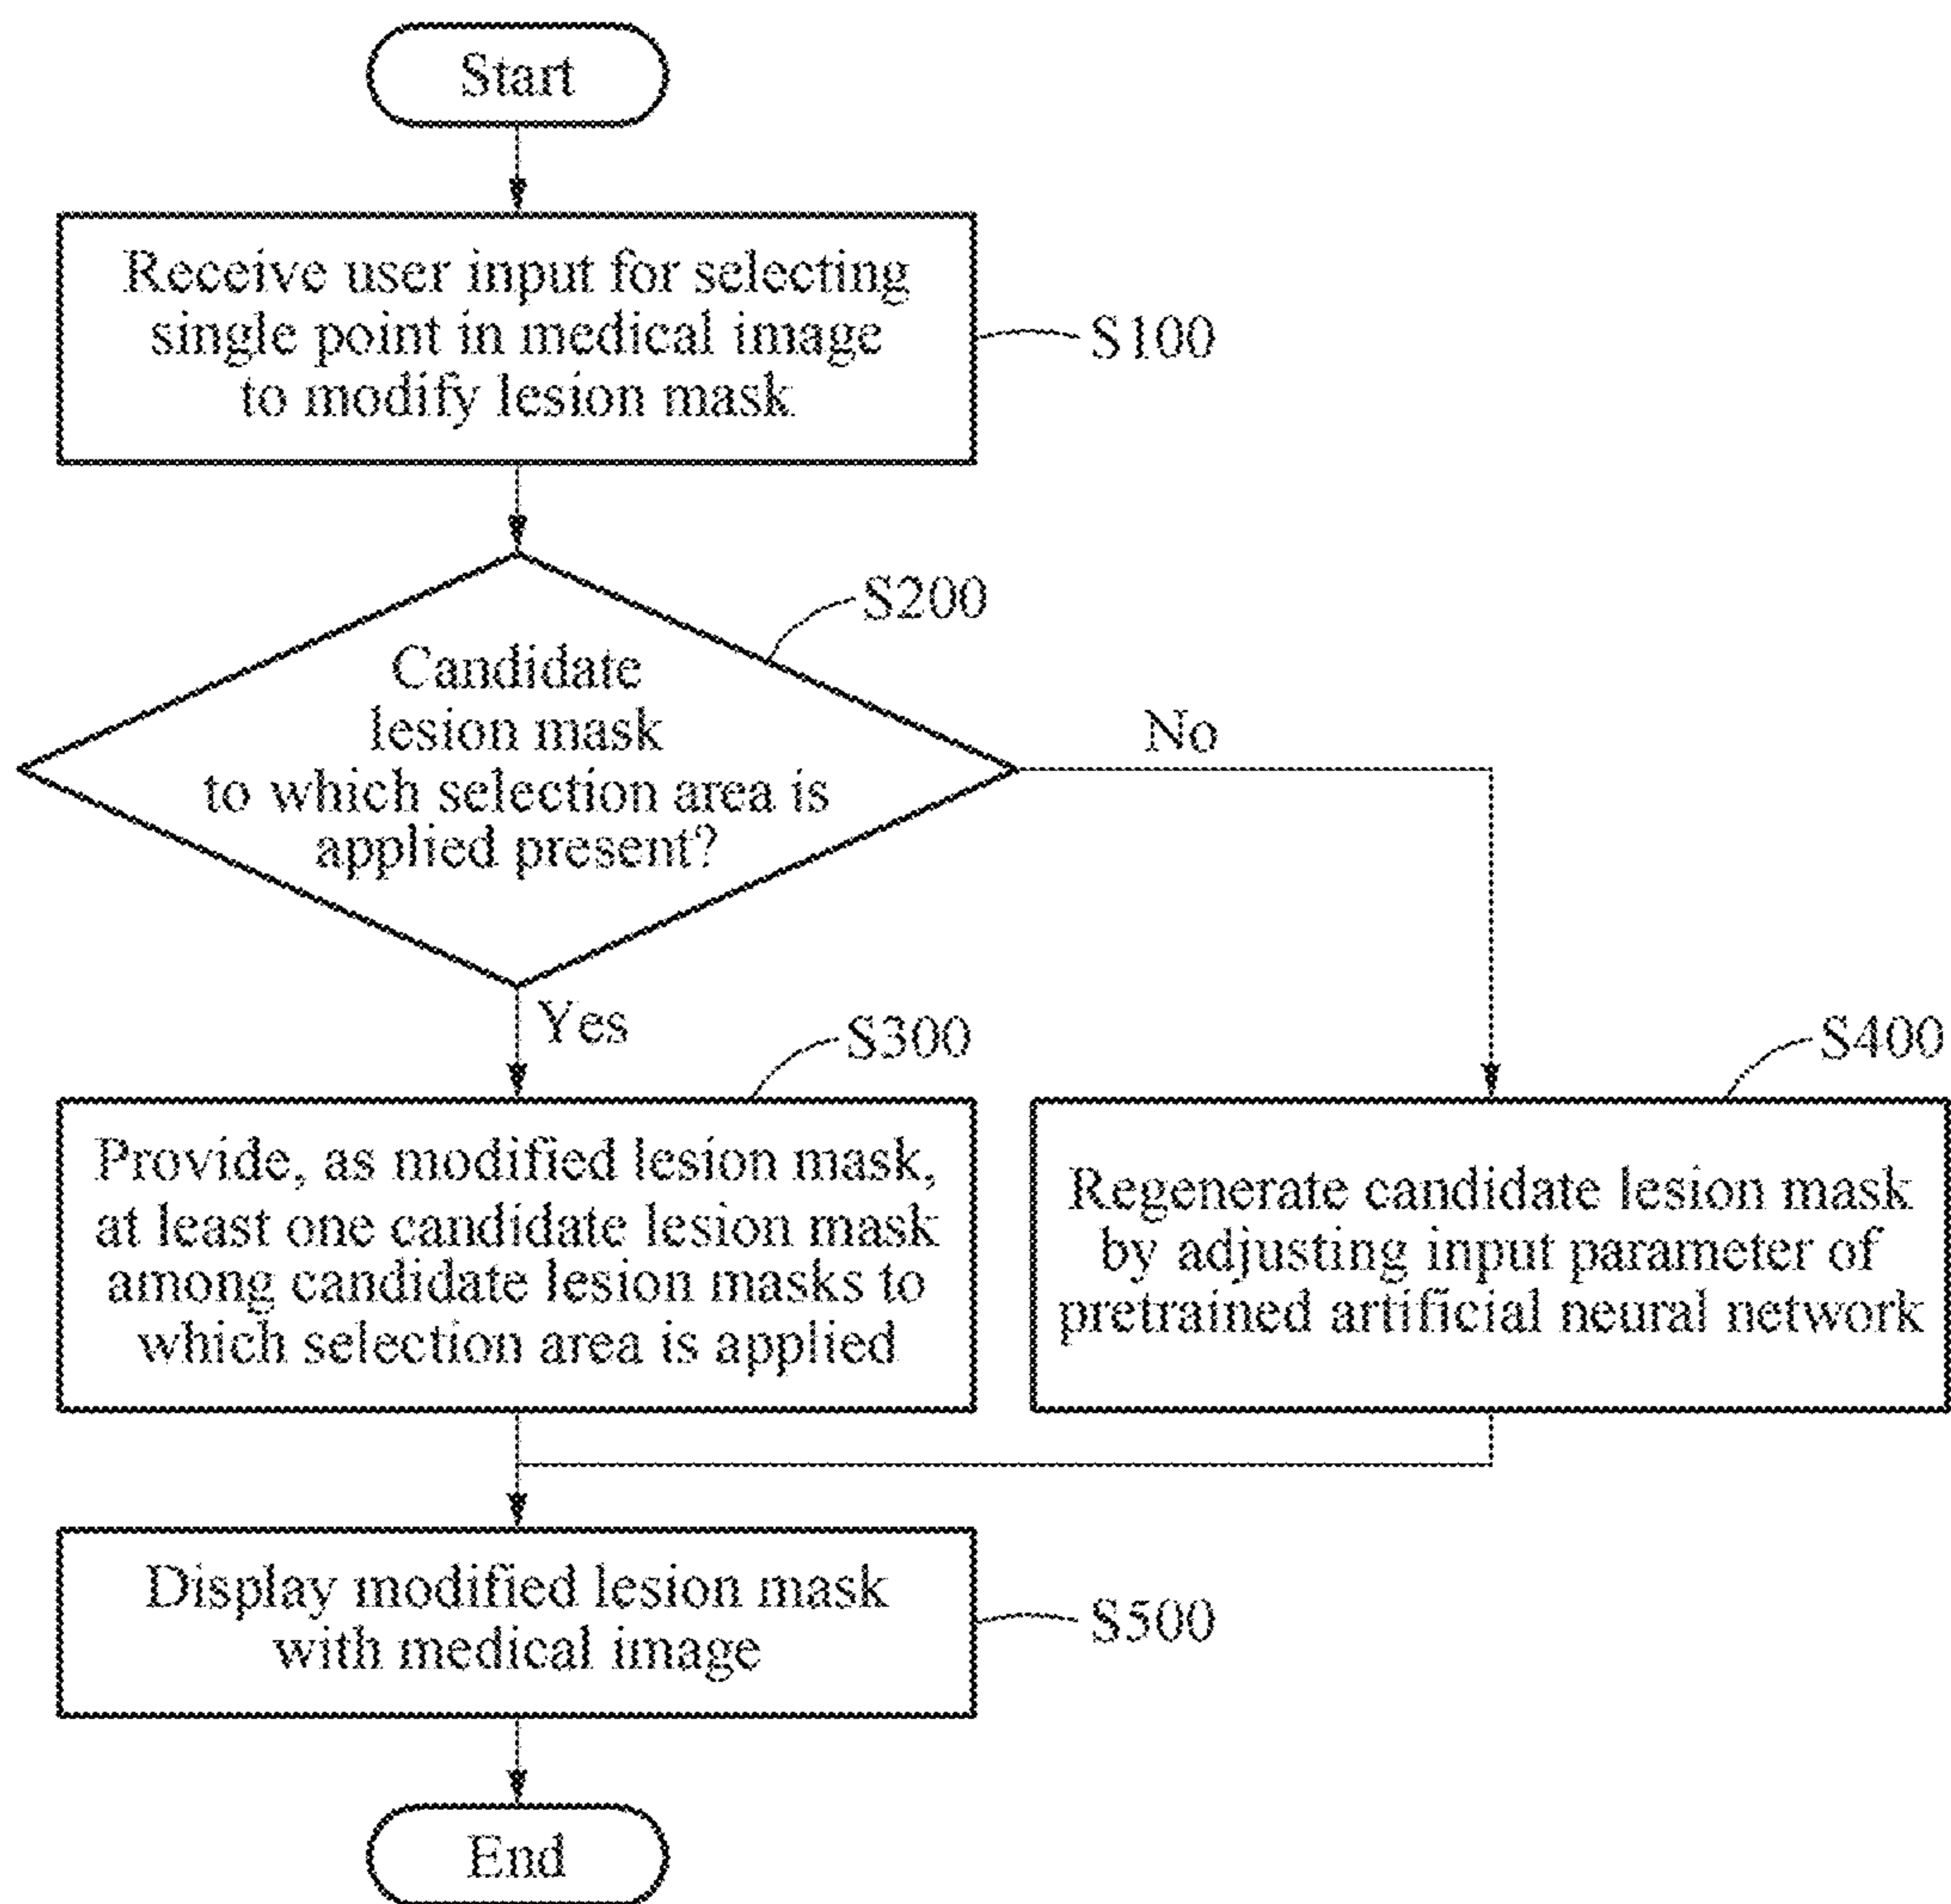 Start
Receive user input for selecting
single point in medical image
to modify lesion mask
S100
S200
Candidate
lesion mask
to which selection area is
applied present?
No
Yes
S300
S400
Provide, as modified lesion mask,
at least one candidate lesion mask
among candidate lesion masks to
which selection area is applied
Regenerate candidate lesion mask
by adjusting input parameter of
pretrained artificial neural network
Display modified lesion mask
with medical image
S500
End